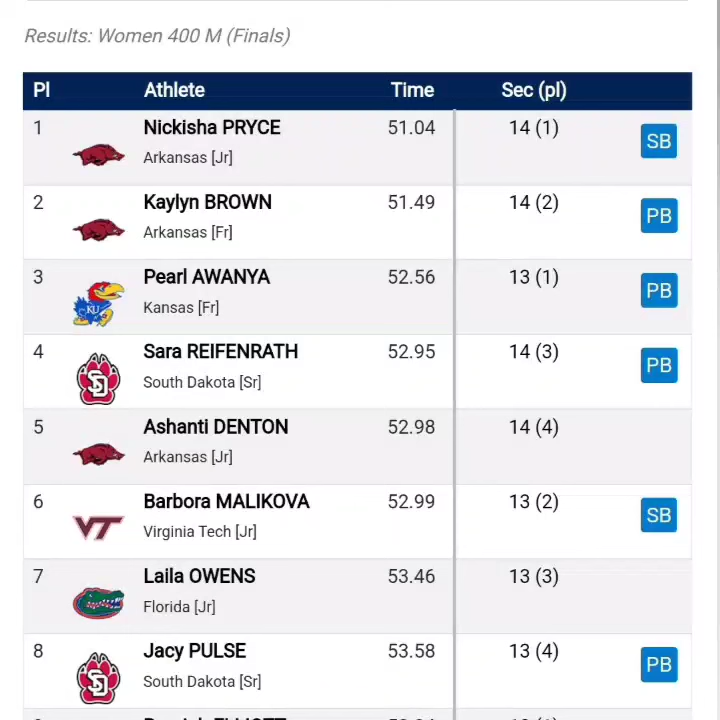 Results: Women 400 M (Finals)
Pl Athlete Time Sec (pl)
1 Nickisha PRYCE 51.04 14 (1) SB
Arkansas [Jr]
2 Kaylyn BROWN 51.49 14 (2) PB
Arkansas [Fr]
3 Pearl AWANYA 52.56 13 (1) PB
KU
Kansas [Fr]
4 Sara REIFENRATH 52.95 14 (3) PB
SD
South Dakota [Sr]
5 Ashanti DENTON 52.98 14 (4)
Arkansas [Jr]
6 Barbora MALIKOVA 52.99 13 (2) SB
VT
Virginia Tech [Jr]
7 Laila OWENS 53.46 13 (3)
Florida [Jr]
8 Jacy PULSE 53.58 13 (4) PB
SD
South Dakota [Sr]